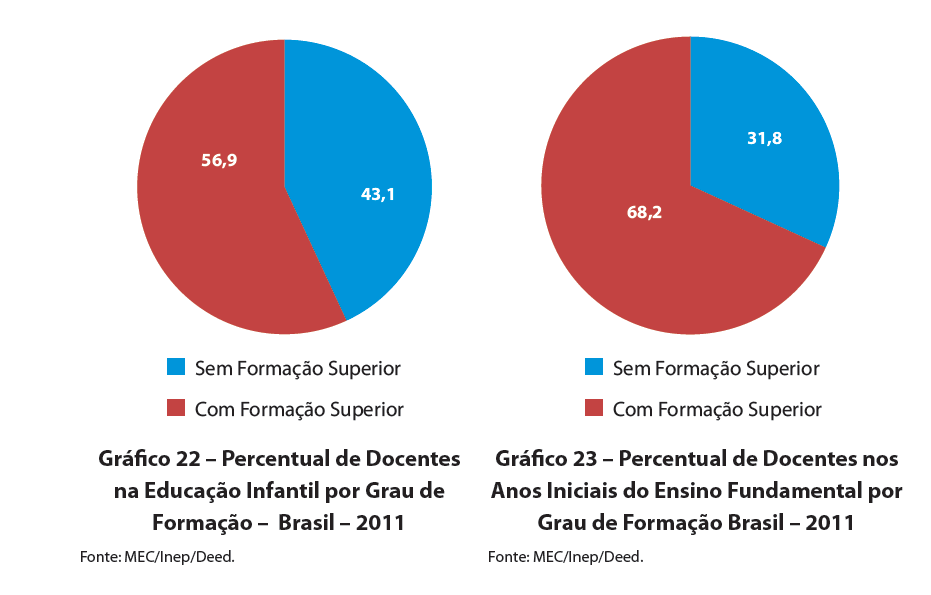 56,9
43,1
Sem Formação Superior
Com Formação Superior
Gráfico 22 – Percentual de Docentes
na Educação Infantil por Grau de
Formação –  Brasil – 2011
Fonte: MEC/Inep/Deed.
31,8
68,2
Sem Formação Superior
Com Formação Superior
Gráfico 23 – Percentual de Docentes nos
Anos Iniciais do Ensino Fundamental por
Grau de Formação Brasil – 2011
Fonte: MEC/Inep/Deed.